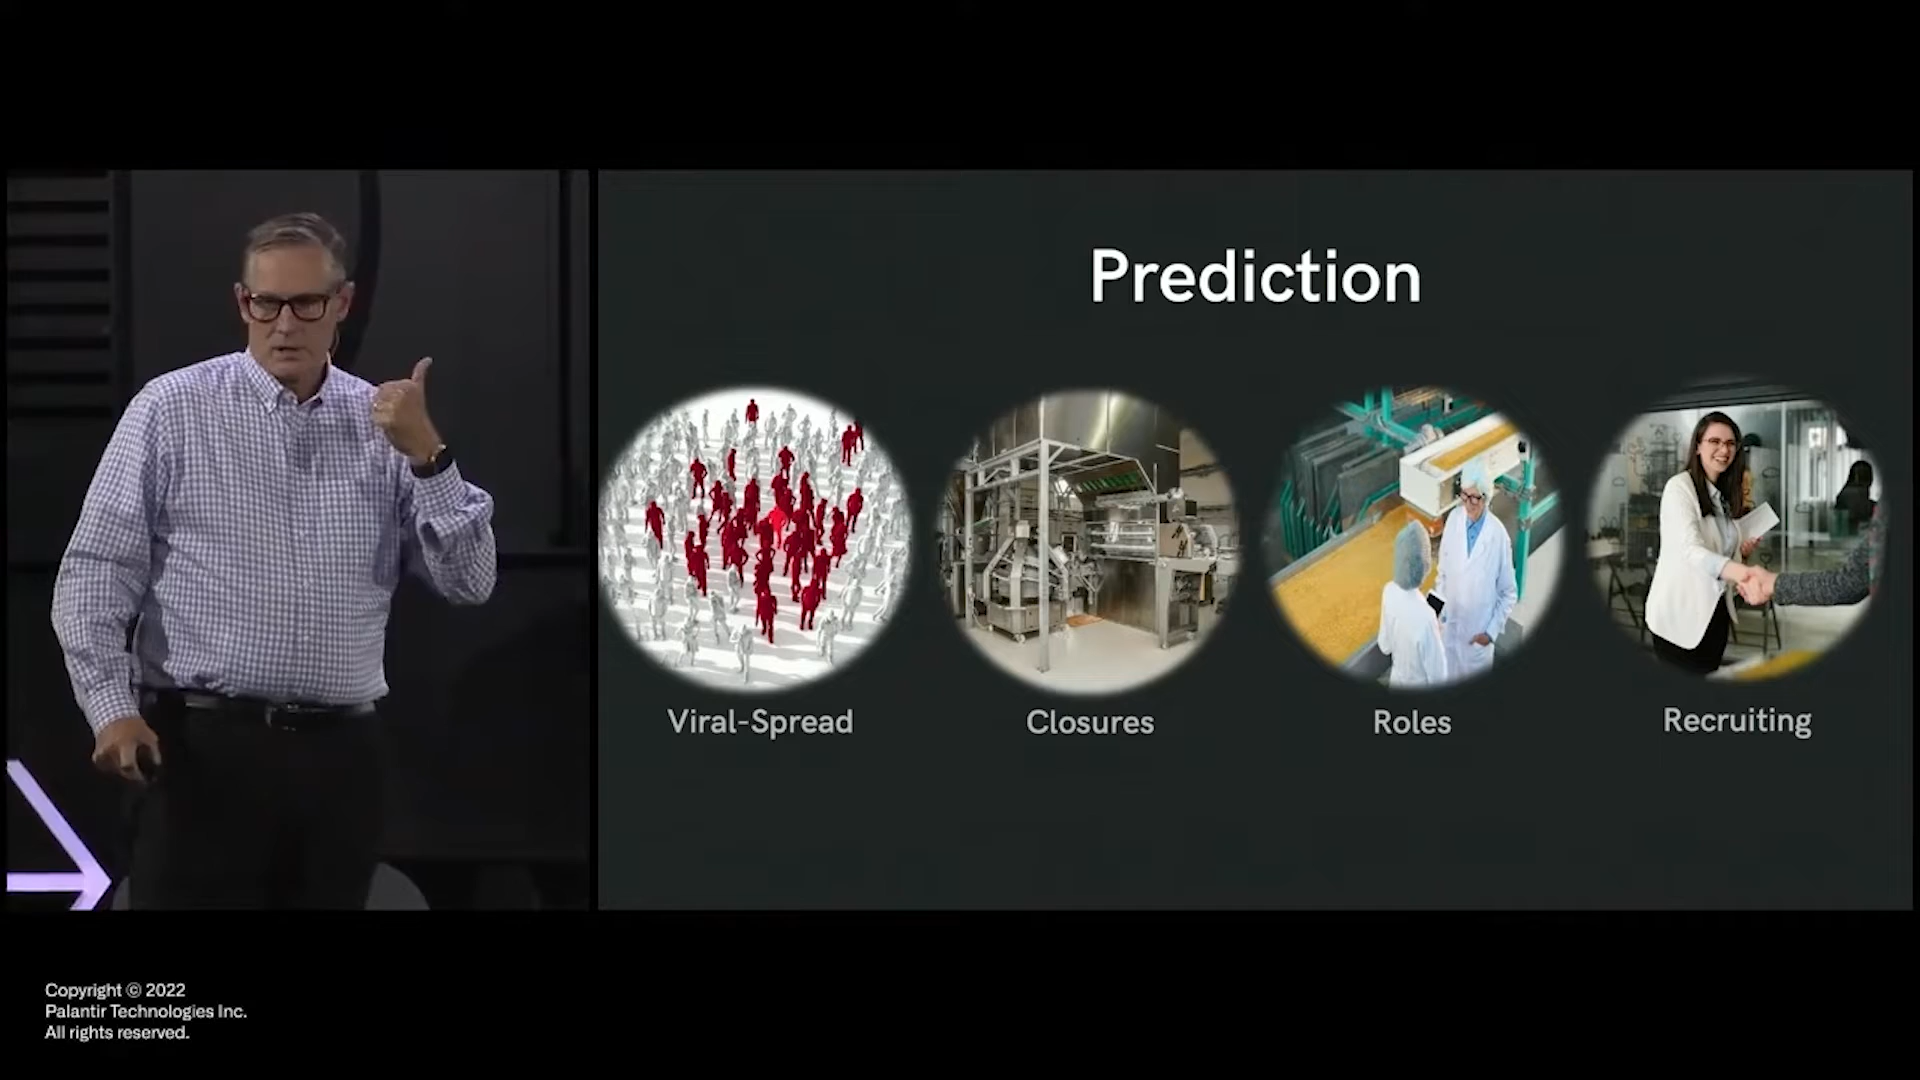 Prediction
Viral-Spread
Closures
Roles
Recruiting
Copyright © 2022
Palantir Technologies Inc.
All rights reserved.